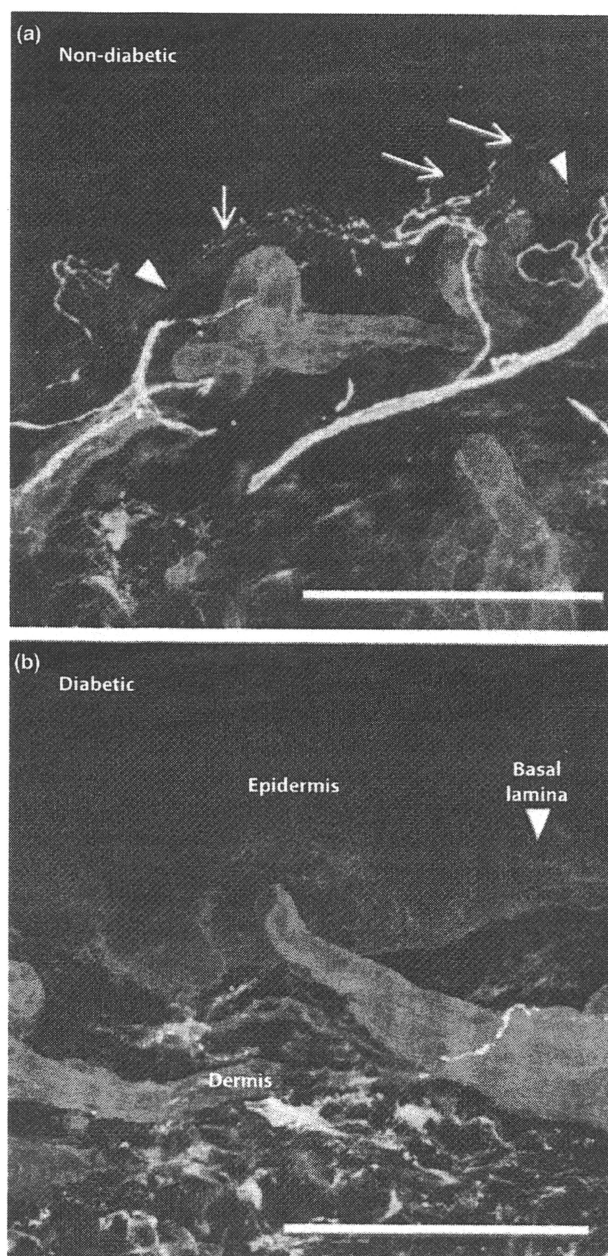 (a)
Non-diabetic
(b)
Diabetic
Epidermis
Basal
lamina
Dermis